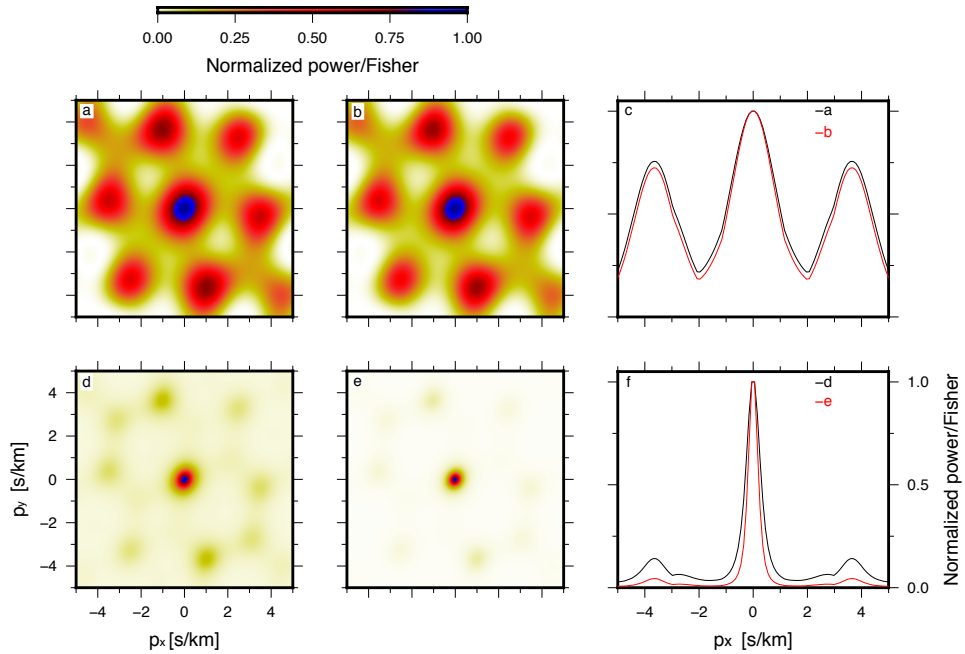 0.00 0.25 0.50 0.75 1.00
Normalized power/Fisher
a b c –a
–b
d e f –d
–e
4
2
0
−2
−4
py [s/km]
1.0
0.5
0.0
Normalized power/Fisher
−4 −2 0 2 4
−4 −2 0 2 4
px [s/km]
px [s/km]